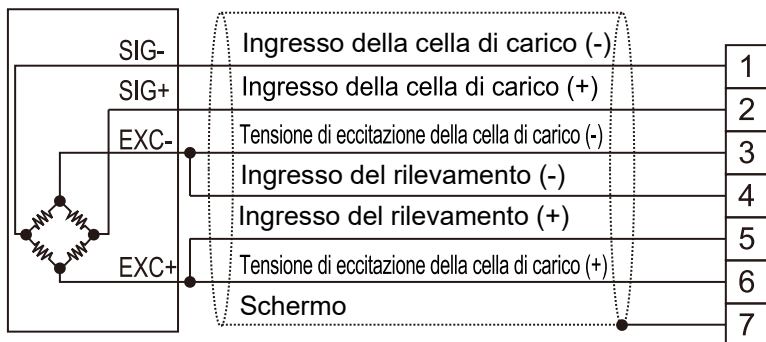 SIG- Ingresso della cella di carico (-) 1
SIG+ Ingresso della cella di carico (+) 2
EXC- Tensione di eccitazione della cella di carico (-) 3
Ingresso del rilevamento (-) 4
Ingresso del rilevamento (+) 5
EXC+ Tensione di eccitazione della cella di carico (+) 6
Schermo 7